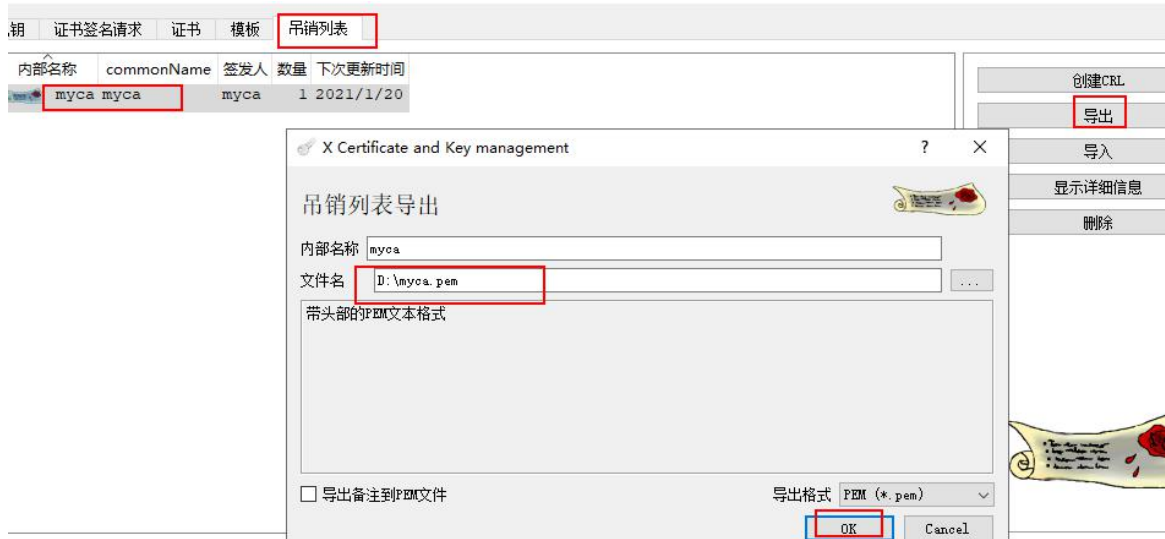 钥 证书签名请求 证书 模板 吊销列表
内部名称 commonName 签发人 数量 下次更新时间
myca myca myca 1 2021/1/20
创建CRL
导出
导入
显示详细信息
删除
X Certificate and Key management ? ×
吊销列表导出
内部名称 myca
文件名 D:\myca.pem ...
带头部的PEM文本格式
导出备注到PEM文件 导出格式 PEM (*.pem)
OK Cancel